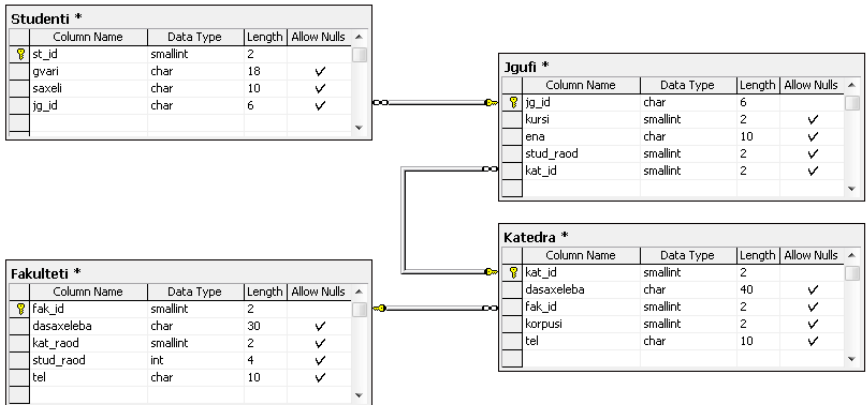 Studenti *
Column Name Data Type Length Allow Nulls
st_id smallint 2
gvari char 18 ✓
saxeli char 10 ✓
jg_id char 6 ✓
Jgufi *
Column Name Data Type Length Allow Nulls
jg_id char 6
kursi smallint 2 ✓
ena char 10 ✓
stud_raod smallint 2 ✓
kat_id smallint 2 ✓
Fakulteti *
Column Name Data Type Length Allow Nulls
fak_id smallint 2
dasaxeleba char 30 ✓
kat_raod smallint 2 ✓
stud_raod int 4 ✓
tel char 10 ✓
Katedra *
Column Name Data Type Length Allow Nulls
kat_id smallint 2
dasaxeleba char 40 ✓
fak_id smallint 2 ✓
korpusi smallint 2 ✓
tel char 10 ✓